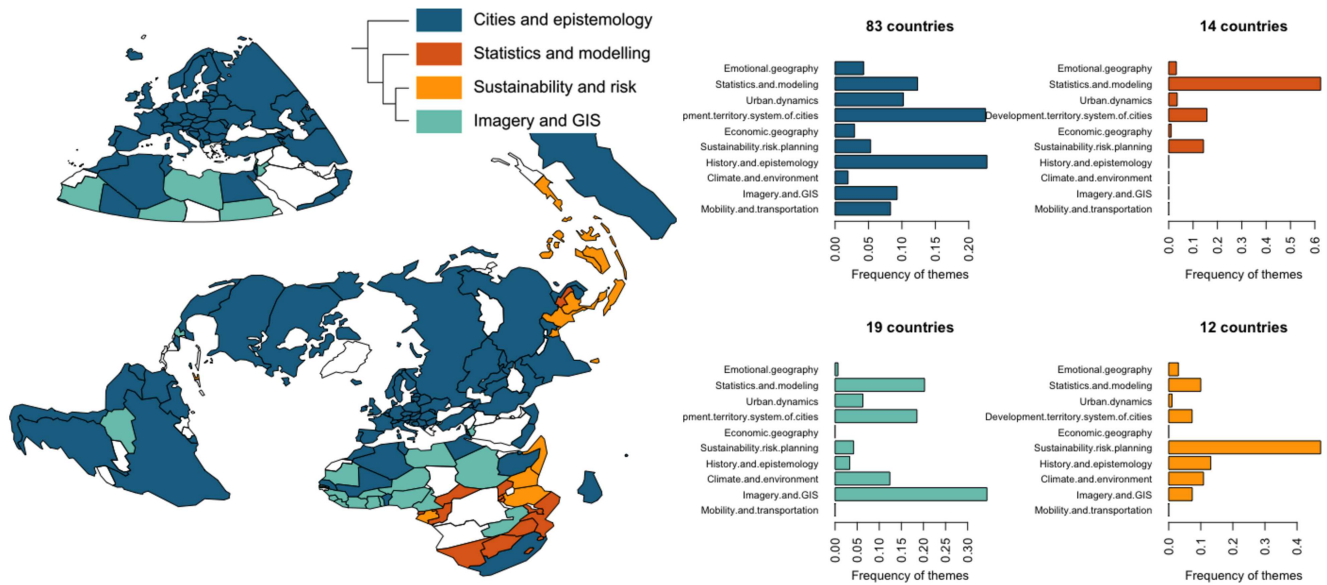 Cities and epistemology
Statistics and modelling
Sustainability and risk
Imagery and GIS
83 countries
Emotional.geography
Statistics.and.modeling
Urban.dynamics
pment.territory.system.of.cities
Economic.geography
Sustainability.risk.planning
History.and.epistemology
Climate.and.environment
Imagery.and.GIS
Mobility.and.transportation
0.00 0.05 0.10 0.15 0.20
Frequency of themes
14 countries
Emotional.geography
Statistics.and.modeling
Urban.dynamics
Development.territory.system.of.cities
Economic.geography
Sustainability.risk.planning
History.and.epistemology
Climate.and.environment
Imagery.and.GIS
Mobility.and.transportation
0.0 0.1 0.2 0.3 0.4 0.5 0.6
Frequency of themes
19 countries
Emotional.geography
Statistics.and.modeling
Urban.dynamics
pment.territory.system.of.cities
Economic.geography
Sustainability.risk.planning
History.and.epistemology
Climate.and.environment
Imagery.and.GIS
Mobility.and.transportation
0.00 0.05 0.10 0.15 0.20 0.25 0.30
Frequency of themes
12 countries
Emotional.geography
Statistics.and.modeling
Urban.dynamics
Development.territory.system.of.cities
Economic.geography
Sustainability.risk.planning
History.and.epistemology
Climate.and.environment
Imagery.and.GIS
Mobility.and.transportation
0.0 0.1 0.2 0.3 0.4
Frequency of themes